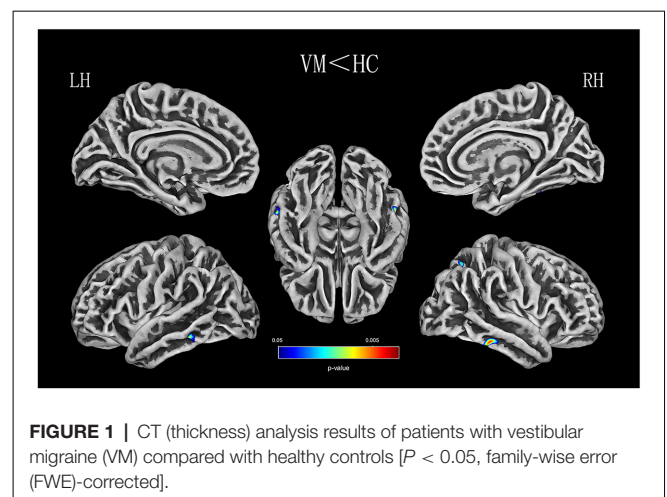 VM<HC
LH
RH
0.05
0.005
p-value
FIGURE 1 | CT (thickness) analysis results of patients with vestibular
migraine (VM) compared with healthy controls [P < 0.05, family-wise error
(FWE)-corrected].